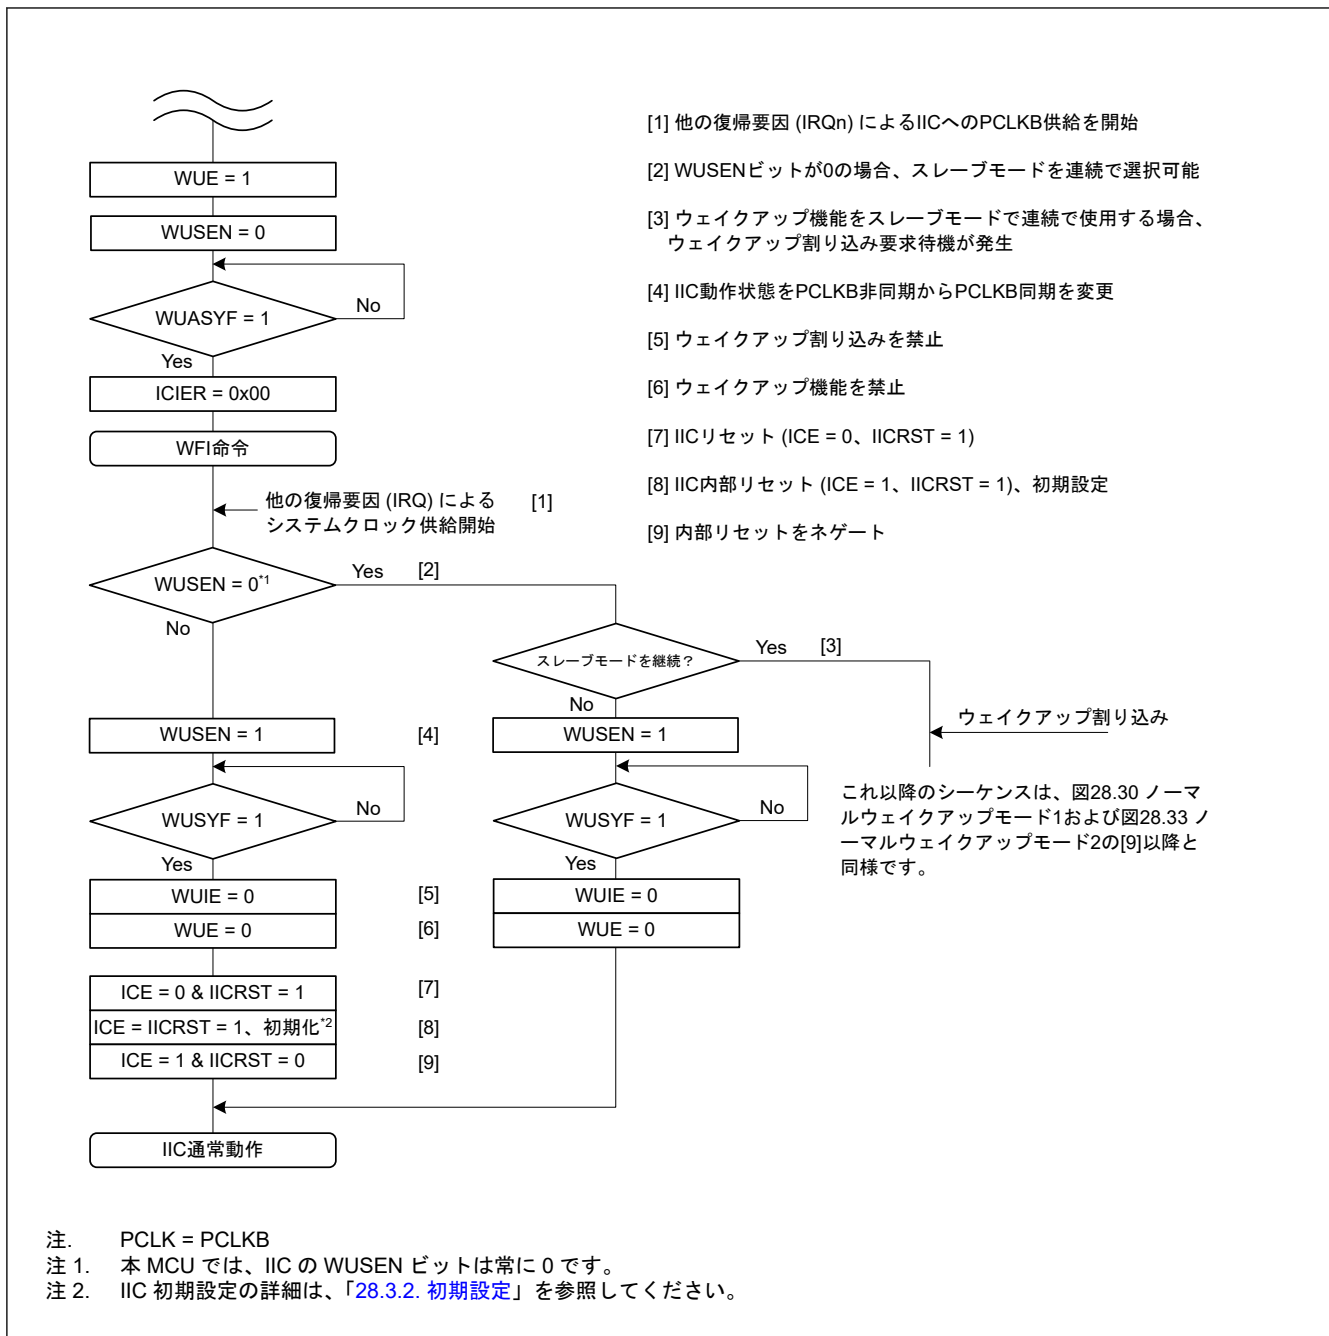 WUE = 1
WUSEN = 0
WUASYF = 1
No
Yes
ICIER = 0x00
WFI命令
他の復帰要因 (IRQ) による
システムクロック供給開始
[1]
WUSEN = 0*1
Yes
[2]
No
スレーブモードを継続？
Yes
[3]
No
ウェイクアップ割り込み
これ以降のシーケンスは、図28.30 ノーマ
ルウェイクアップモード1および図28.33 ノ
ーマルウェイクアップモード2の[9]以降と
同様です。
WUSEN = 1
[4]
WUSEN = 1
WUSYF = 1
No
Yes
WUSYF = 1
No
Yes
WUIE = 0
[5]
WUIE = 0
WUE = 0
[6]
WUE = 0
ICE = 0 & IICRST = 1
[7]
ICE = IICRST = 1、初期化*2
[8]
ICE = 1 & IICRST = 0
[9]
IIC通常動作
[1] 他の復帰要因 (IRQn) によるIICへのPCLKB供給を開始
[2] WUSENビットが0の場合、スレーブモードを連続で選択可能
[3] ウェイクアップ機能をスレーブモードで連続で使用する場合、
ウェイクアップ割り込み要求待機が発生
[4] IIC動作状態をPCLKB非同期からPCLKB同期を変更
[5] ウェイクアップ割り込みを禁止
[6] ウェイクアップ機能を禁止
[7] IICリセット (ICE = 0、IICRST = 1)
[8] IIC内部リセット (ICE = 1、IICRST = 1)、初期設定
[9] 内部リセットをネゲート
注. PCLK = PCLKB
注 1. 本 MCU では、IIC の WUSEN ビットは常に 0 です。
注 2. IIC 初期設定の詳細は、「28.3.2. 初期設定」を参照してください。